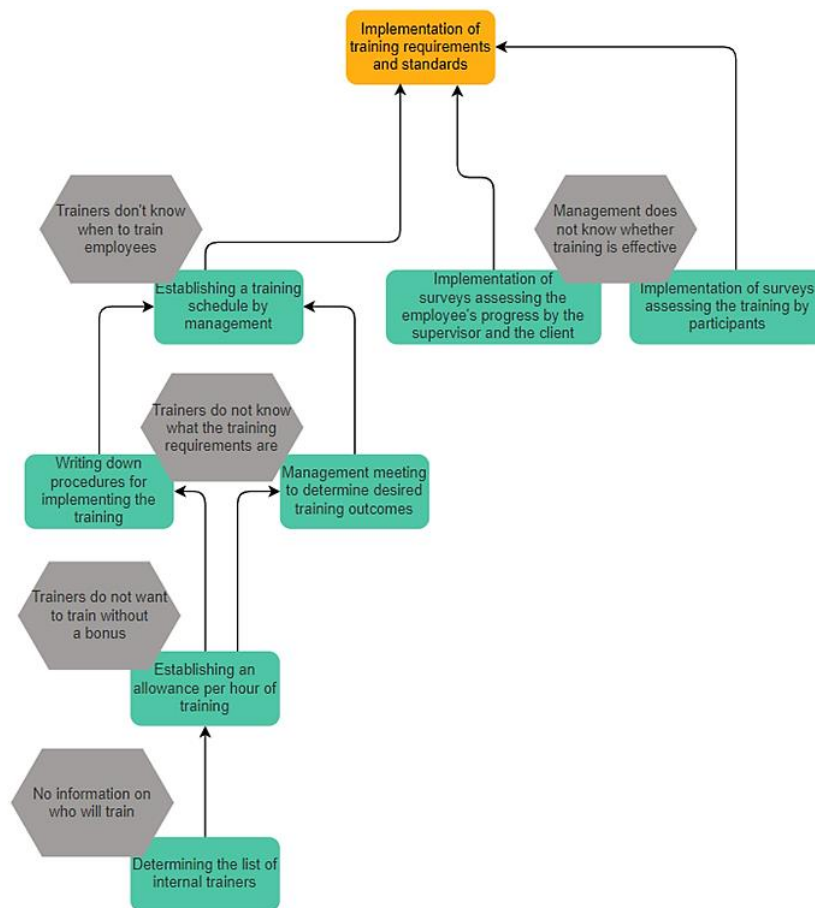 Implementation of
training requirements
and standards
Trainers don't know
when to train
employees
Management does
not know whether
training is effective
Establishing a training
schedule by
management
Implementation of
surveys assessing the
employee's progress by
the supervisor and the
client
Implementation of surveys
assessing the training by
participants
Trainers do not know
what the training
requirements are
Writing down
procedures for
implementing the
training
Management meeting
to determine desired
training outcomes
Trainers do not want
to train without
a bonus
Establishing an
allowance per hour of
training
No information on
who will train
Determining the list of
internal trainers